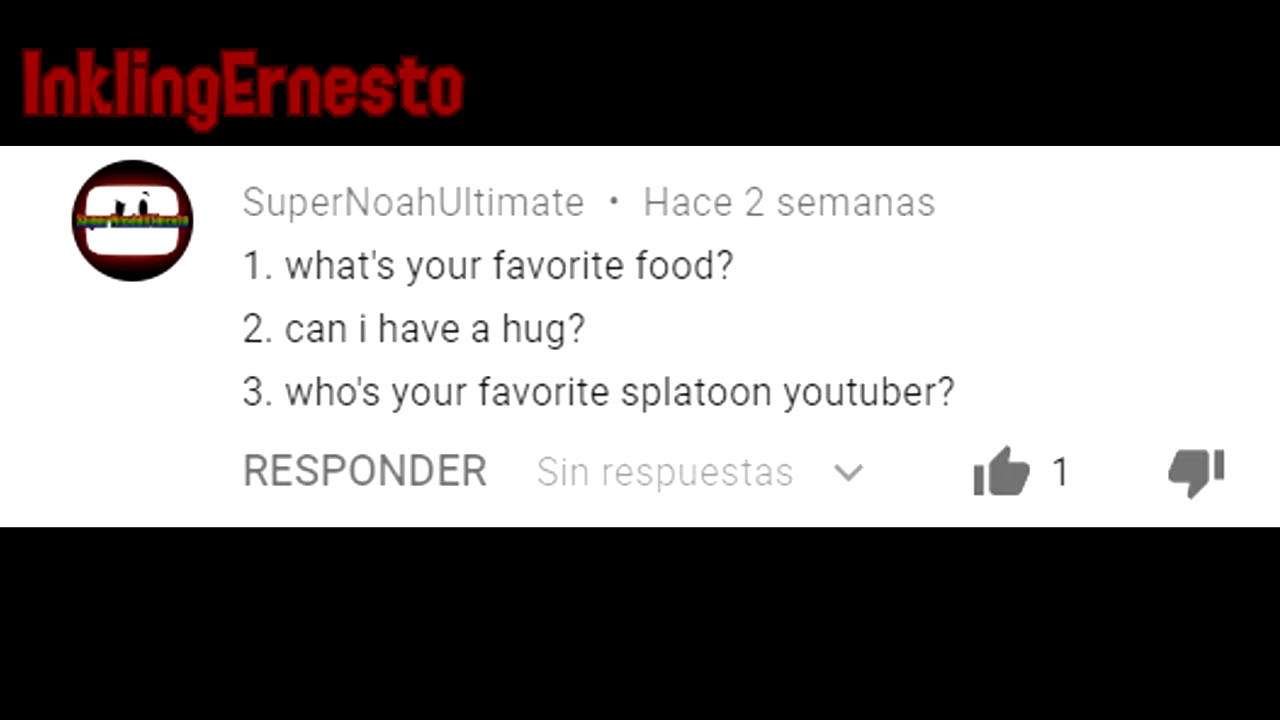 InklingErnesto
SuperNoahUltimate • Hace 2 semanas
1. what's your favorite food?
2. can i have a hug?
3. who's your favorite splatoon youtuber?
RESPONDER Sin respuestas 1